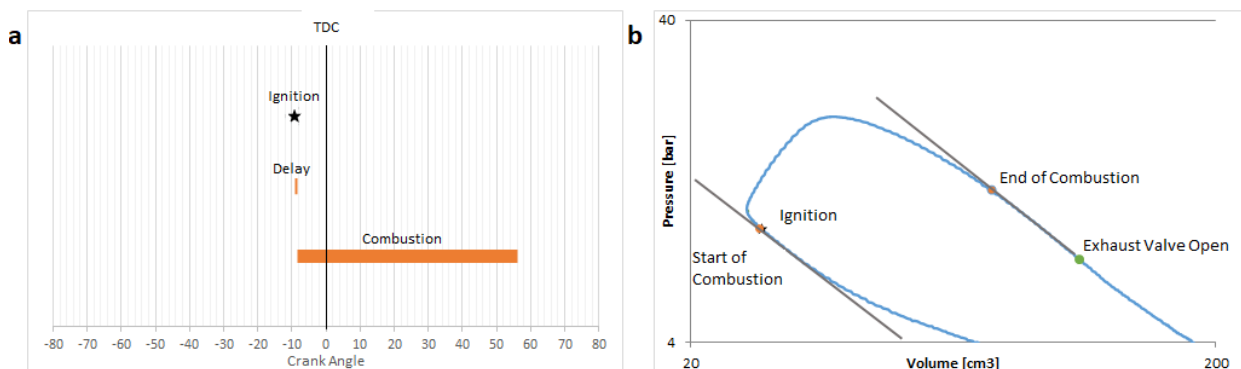 a
TDC
Ignition
Delay
Combustion
-80 -70 -60 -50 -40 -30 -20 -10 0 10 20 30 40 50 60 70 80
Crank Angle
b
40
Pressure [bar]
End of Combustion
Ignition
Start of
Combustion
Exhaust Valve Open
4
20
Volume [cm3]
200